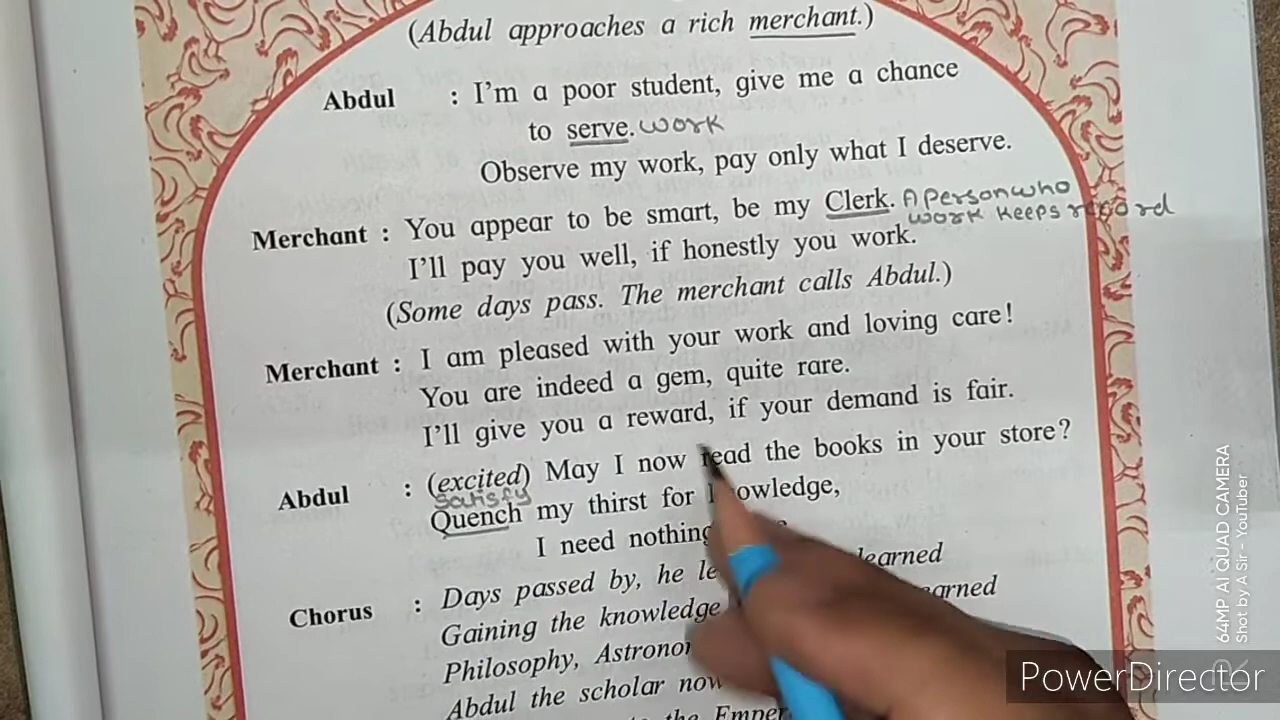 (Abdul approaches a rich merchant.)
Abdul : I'm a poor student, give me a chance
to serve. work
Observe my work, pay only what I deserve.
Merchant : You appear to be smart, be my Clerk. A Person who
work keeps record
I'll pay you well, if honestly you work.
(Some days pass. The merchant calls Abdul.)
Merchant : I am pleased with your work and loving care!
You are indeed a gem, quite rare.
I'll give you a reward, if your demand is fair.
Abdul : (excited) May I now read the books in your store?
satisfy
Quench my thirst for knowledge,
I need nothing
Chorus : Days passed by, he learned
Gaining the knowledge
Philosophy,
Abdul the scholar now
the
64MP AI QUAD CAMERA
Shot by A Sir - YouTuber
PowerDirector